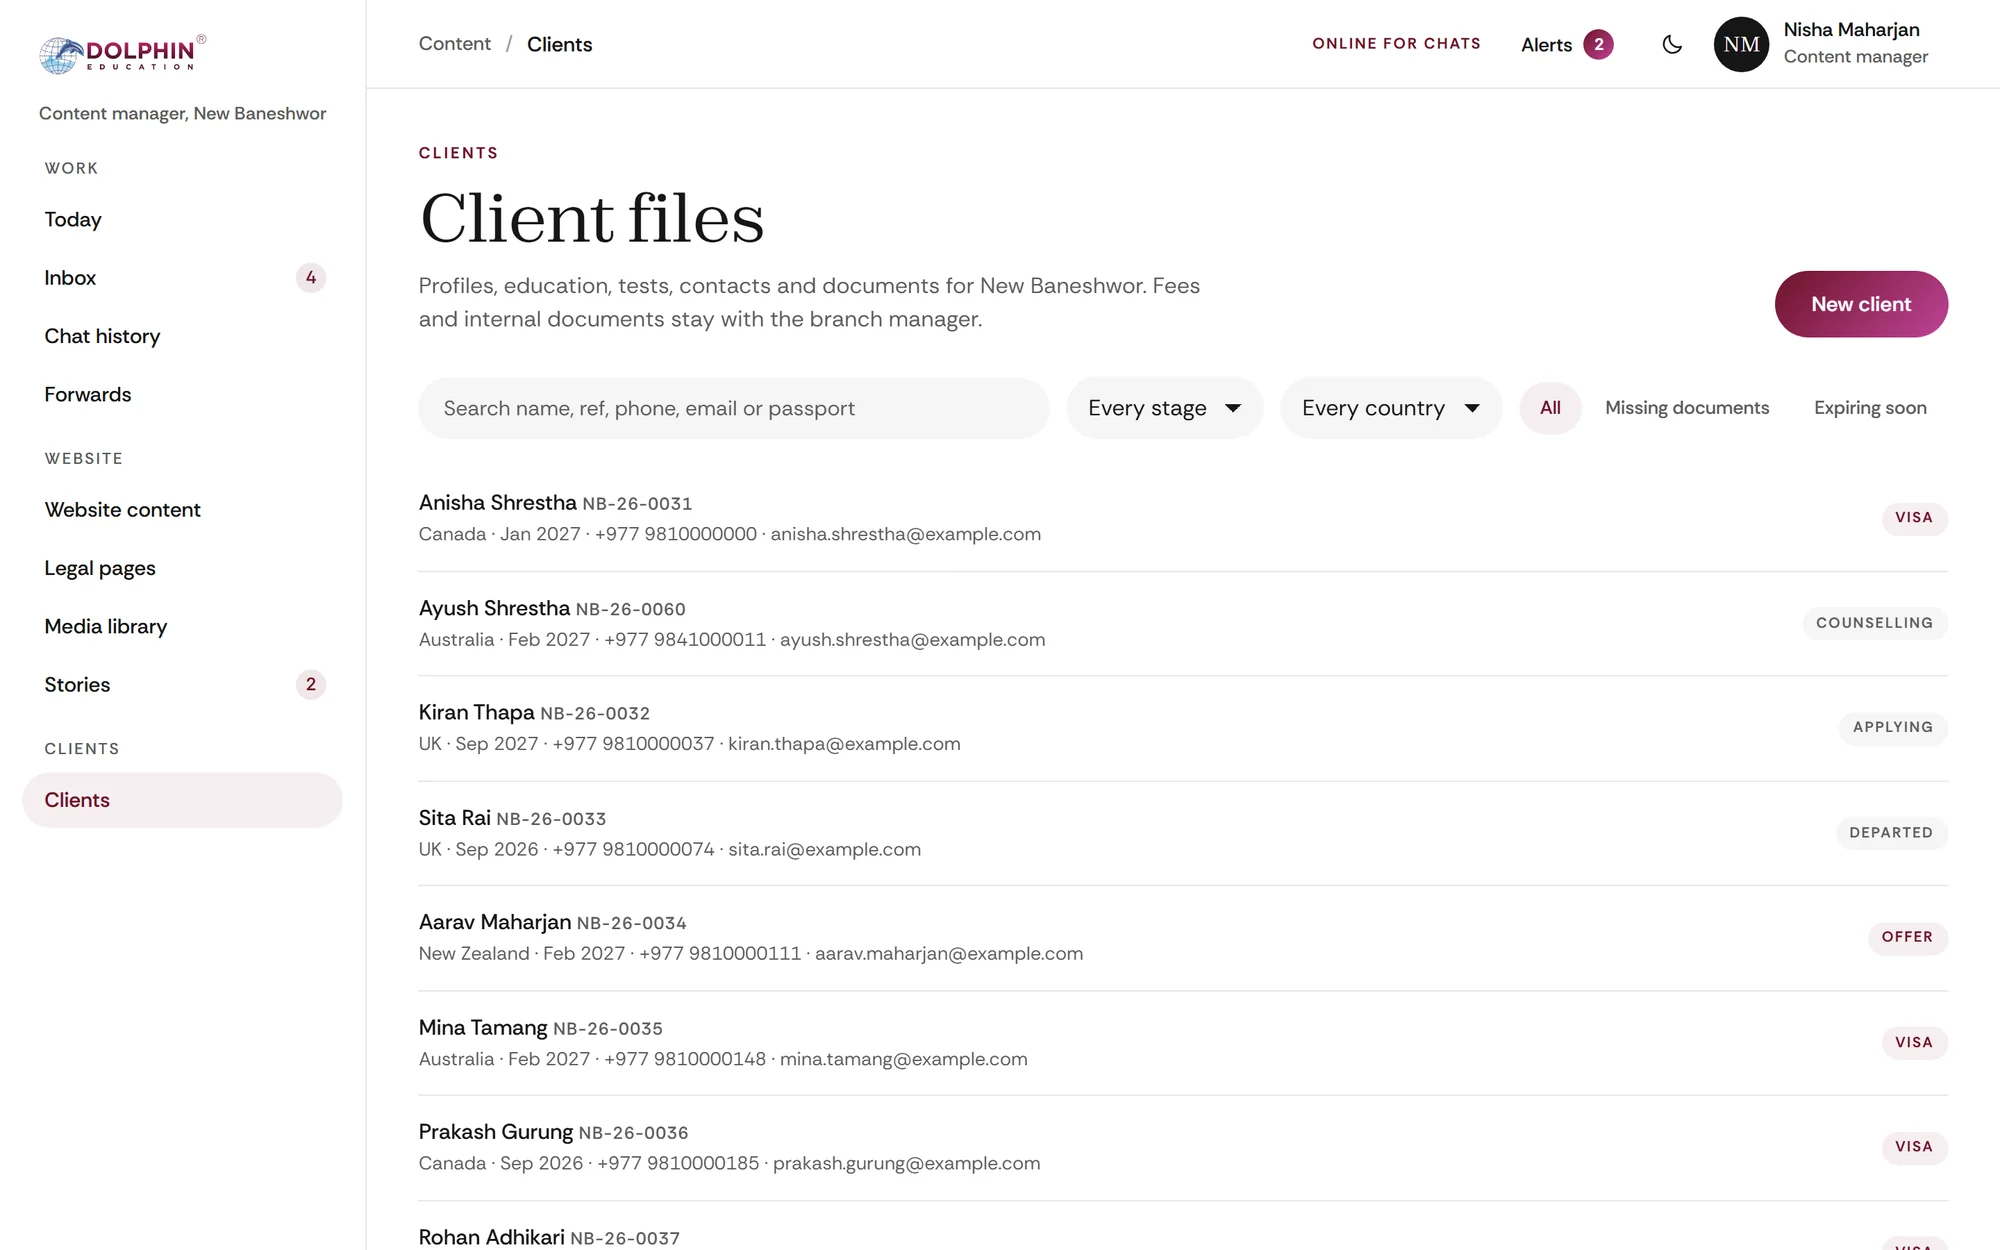 DOLPHIN®
EDUCATION
Content manager, New Baneshwor
WORK
Today
Inbox 4
Chat history
Forwards
WEBSITE
Website content
Legal pages
Media library
Stories 2
CLIENTS
Clients
Content / Clients
ONLINE FOR CHATS
Alerts 2
NM
Nisha Maharjan
Content manager
CLIENTS
Client files
Profiles, education, tests, contacts and documents for New Baneshwor. Fees
and internal documents stay with the branch manager.
New client
Search name, ref, phone, email or passport
Every stage
Every country
All
Missing documents
Expiring soon
Anisha Shrestha NB-26-0031
Canada · Jan 2027 · +977 9810000000 · anisha.shrestha@example.com
VISA
Ayush Shrestha NB-26-0060
Australia · Feb 2027 · +977 9841000011 · ayush.shrestha@example.com
COUNSELLING
Kiran Thapa NB-26-0032
UK · Sep 2027 · +977 9810000037 · kiran.thapa@example.com
APPLYING
Sita Rai NB-26-0033
UK · Sep 2026 · +977 9810000074 · sita.rai@example.com
DEPARTED
Aarav Maharjan NB-26-0034
New Zealand · Feb 2027 · +977 9810000111 · aarav.maharjan@example.com
OFFER
Mina Tamang NB-26-0035
Australia · Feb 2027 · +977 9810000148 · mina.tamang@example.com
VISA
Prakash Gurung NB-26-0036
Canada · Sep 2026 · +977 9810000185 · prakash.gurung@example.com
VISA
Rohan Adhikari NB-26-0037
VISA